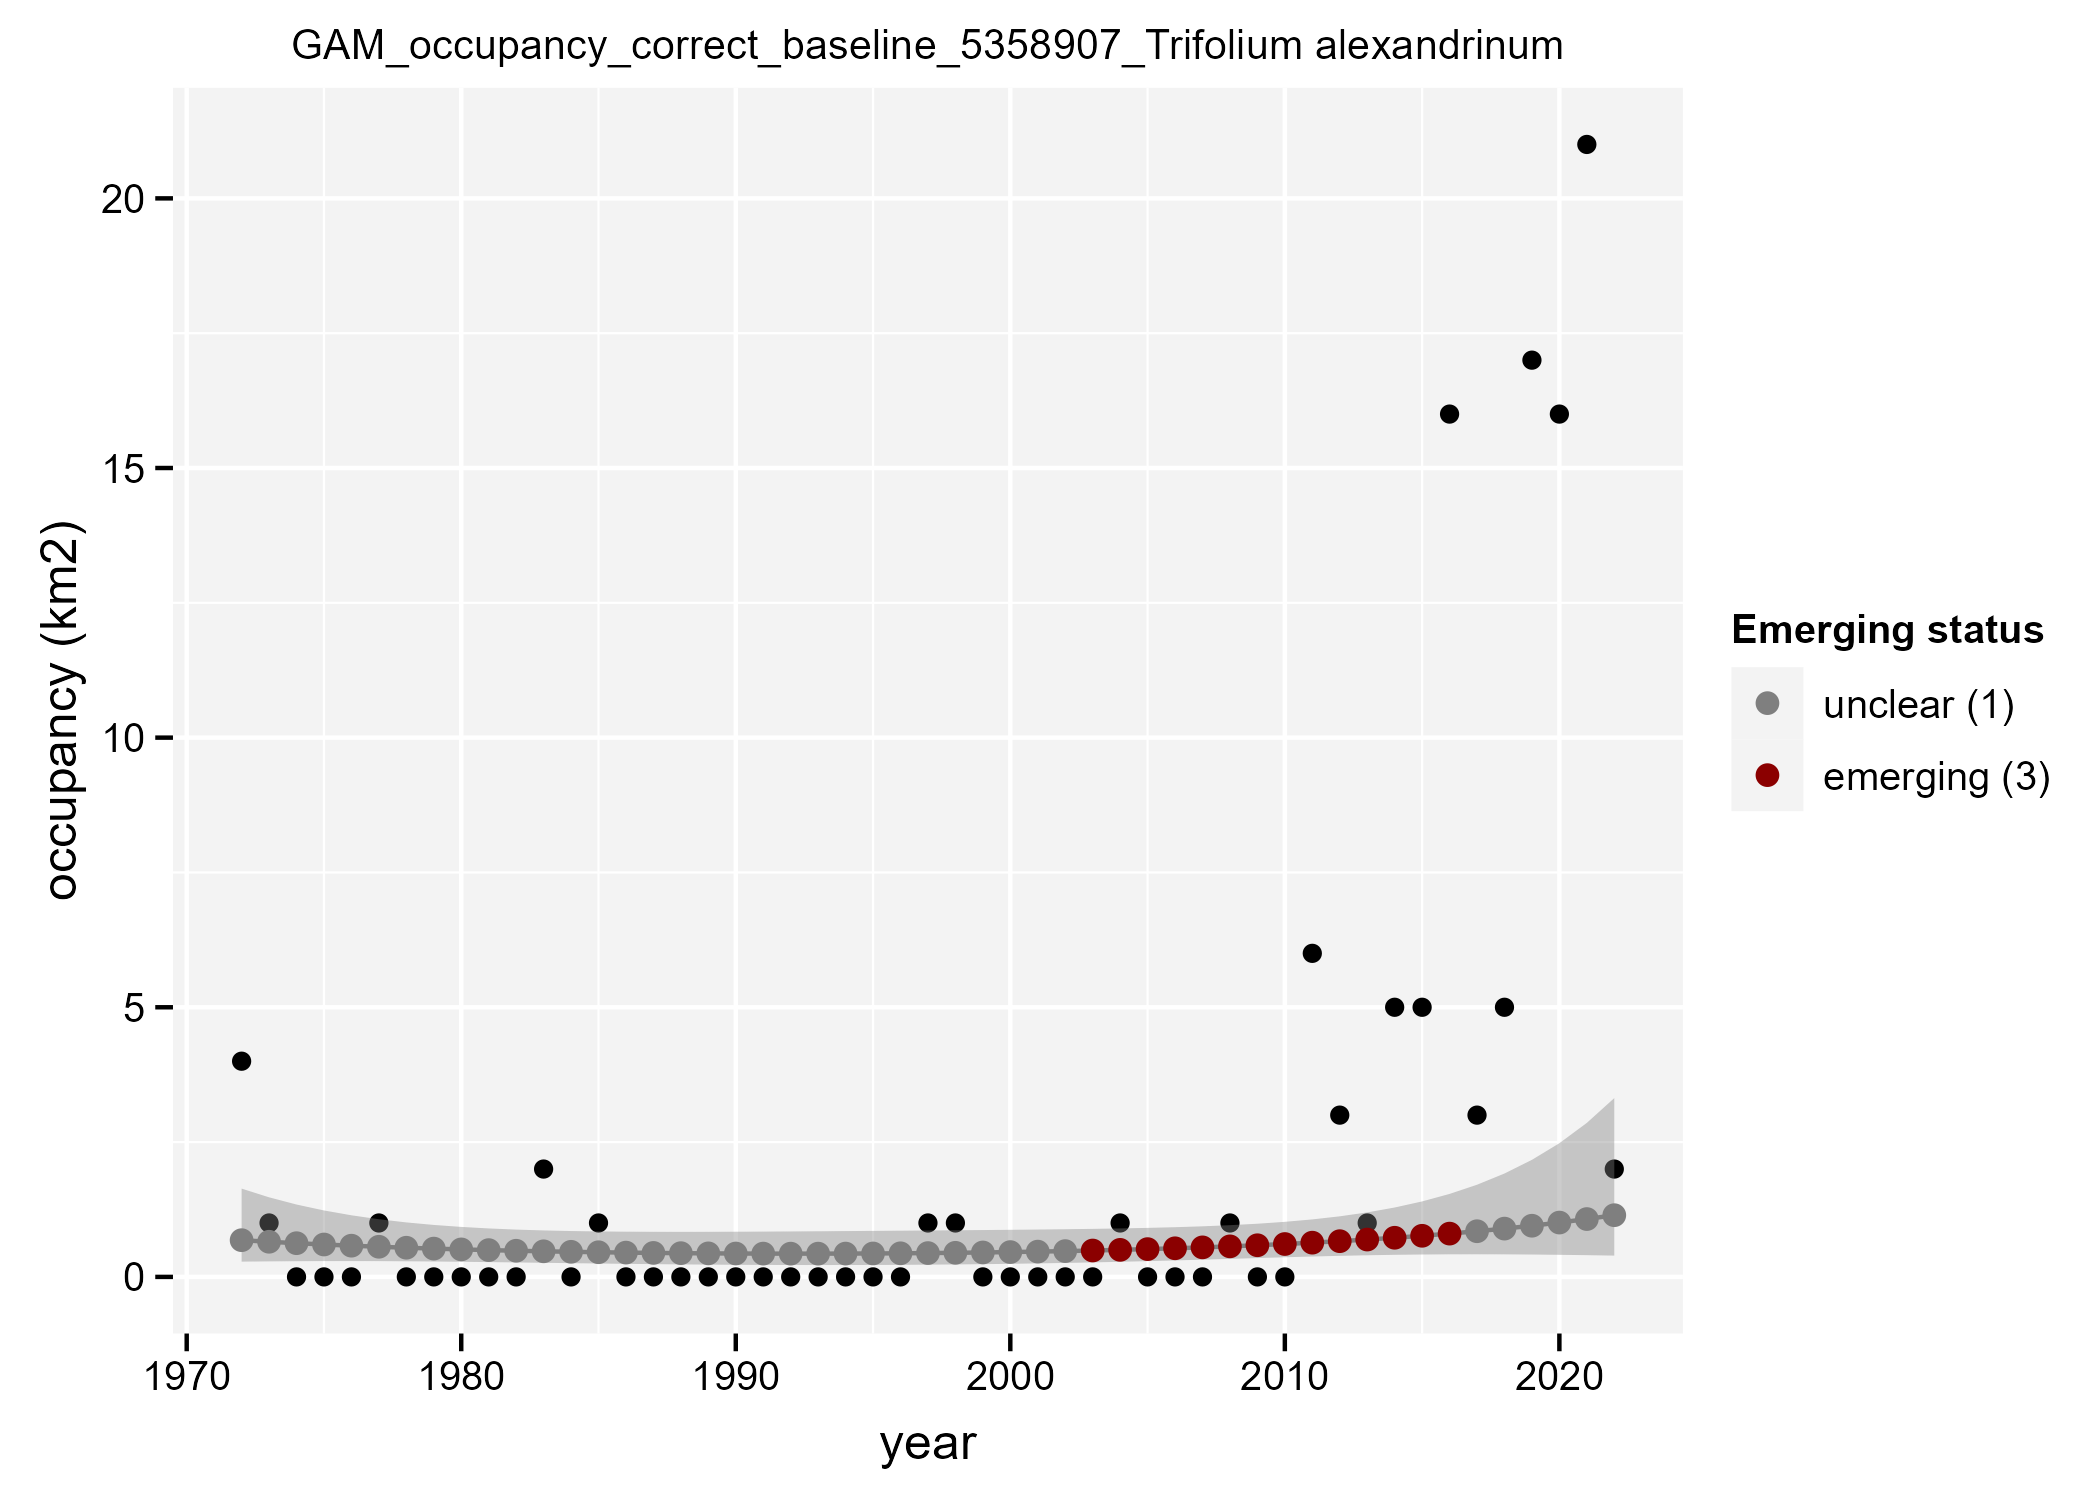 GAM_occupancy_correct_baseline_5358907_Trifolium alexandrinum
occupancy (km2)
20
15
10
5
0
1970 1980 1990 2000 2010 2020
year
Emerging status
unclear (1)
emerging (3)